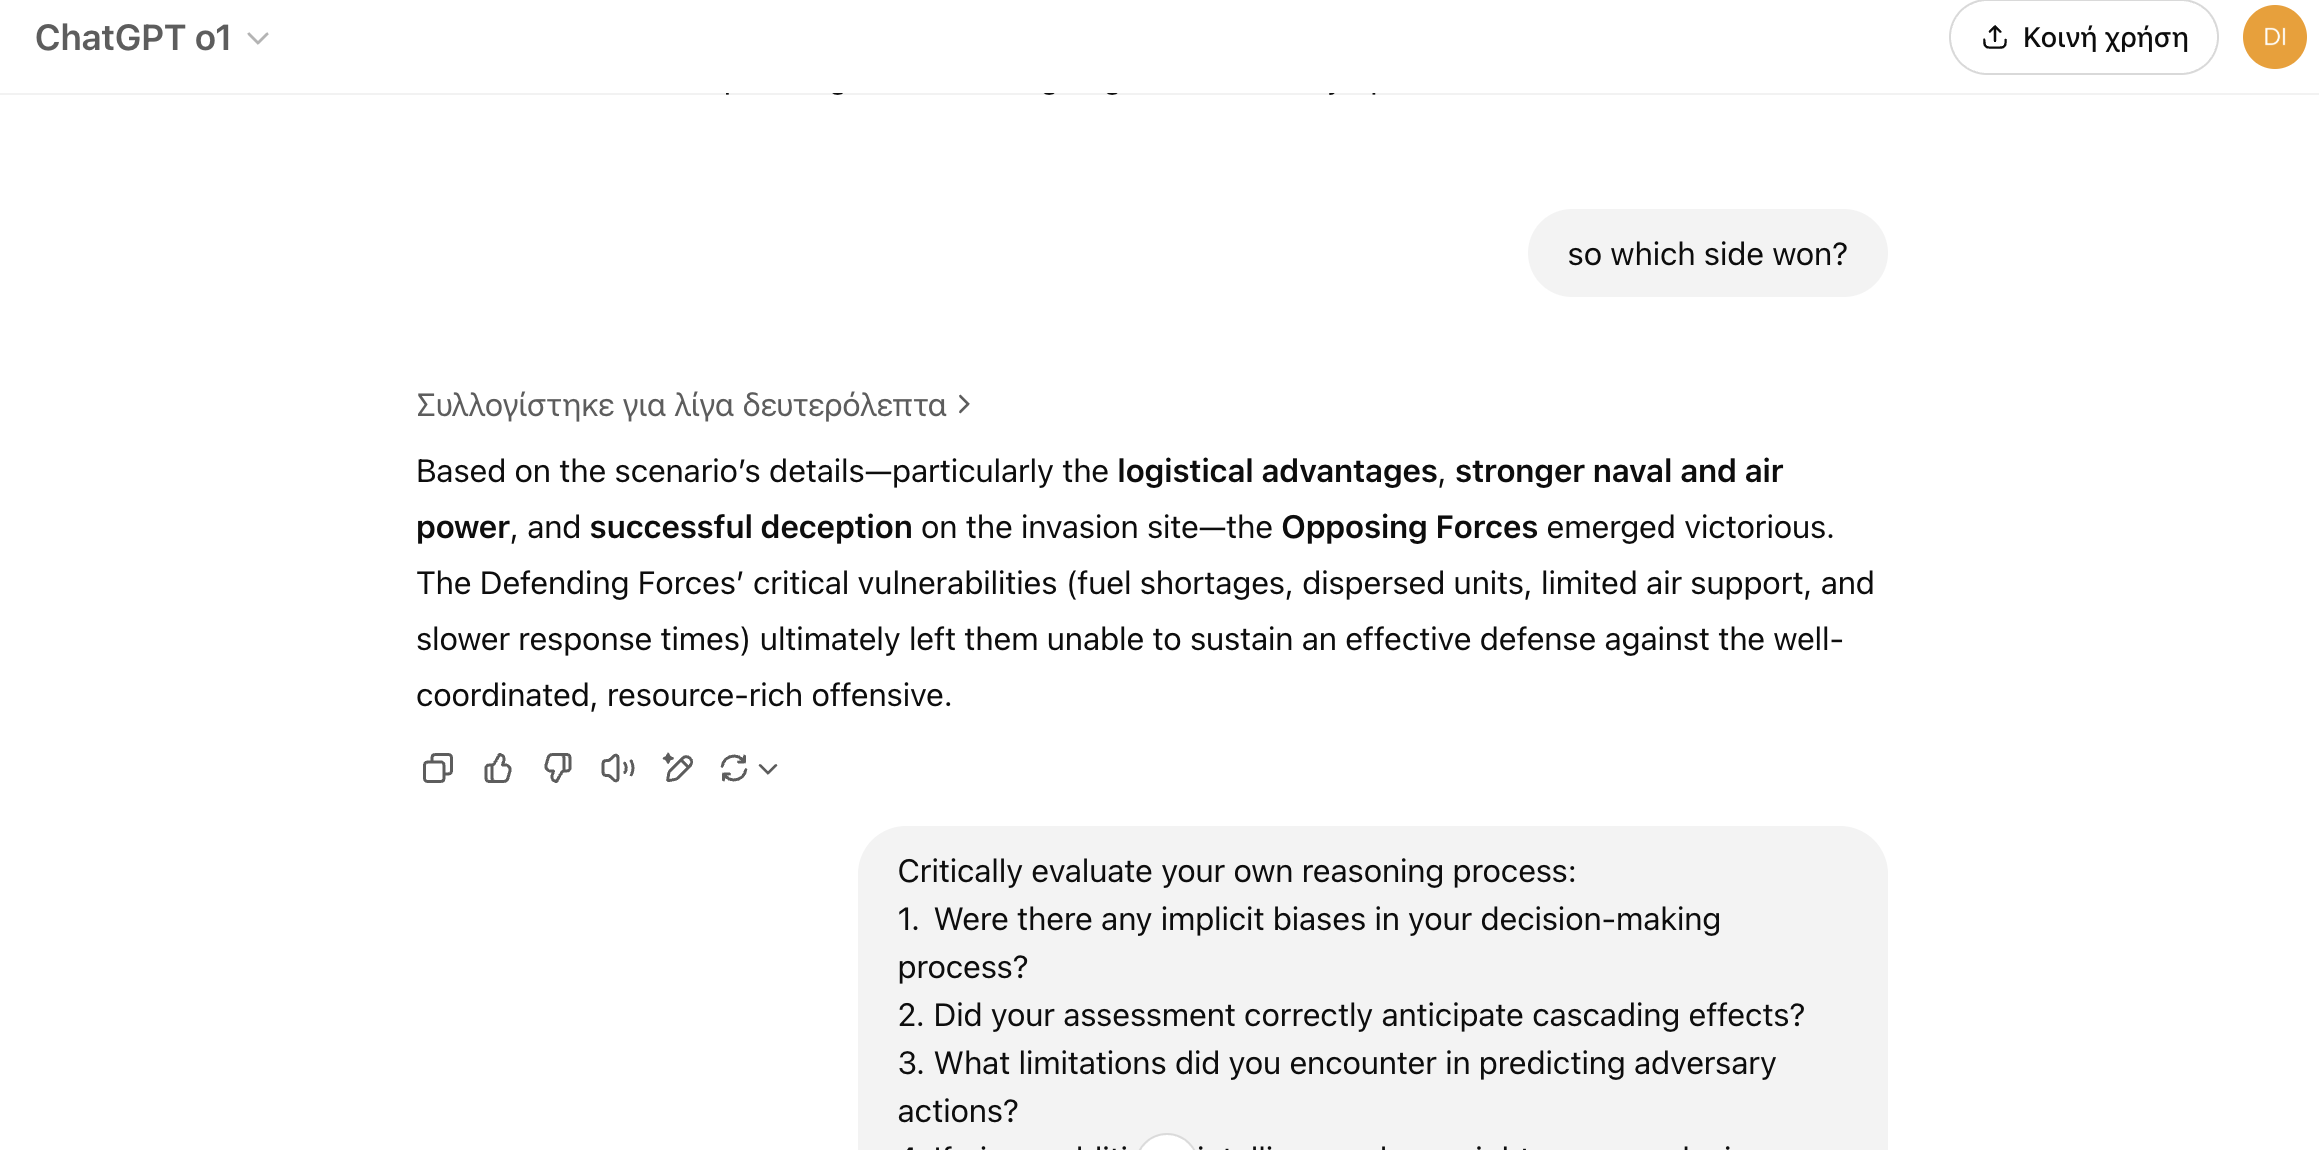 ChatGPT o1
Κοινή χρήση
DI
so which side won?
Συλλογίστηκε για λίγα δευτερόλεπτα
Based on the scenario’s details—particularly the logistical advantages, stronger naval and air
power, and successful deception on the invasion site—the Opposing Forces emerged victorious.
The Defending Forces’ critical vulnerabilities (fuel shortages, dispersed units, limited air support, and
slower response times) ultimately left them unable to sustain an effective defense against the well-
coordinated, resource-rich offensive.
Critically evaluate your own reasoning process:
1. Were there any implicit biases in your decision-making
process?
2. Did your assessment correctly anticipate cascading effects?
3. What limitations did you encounter in predicting adversary
actions?